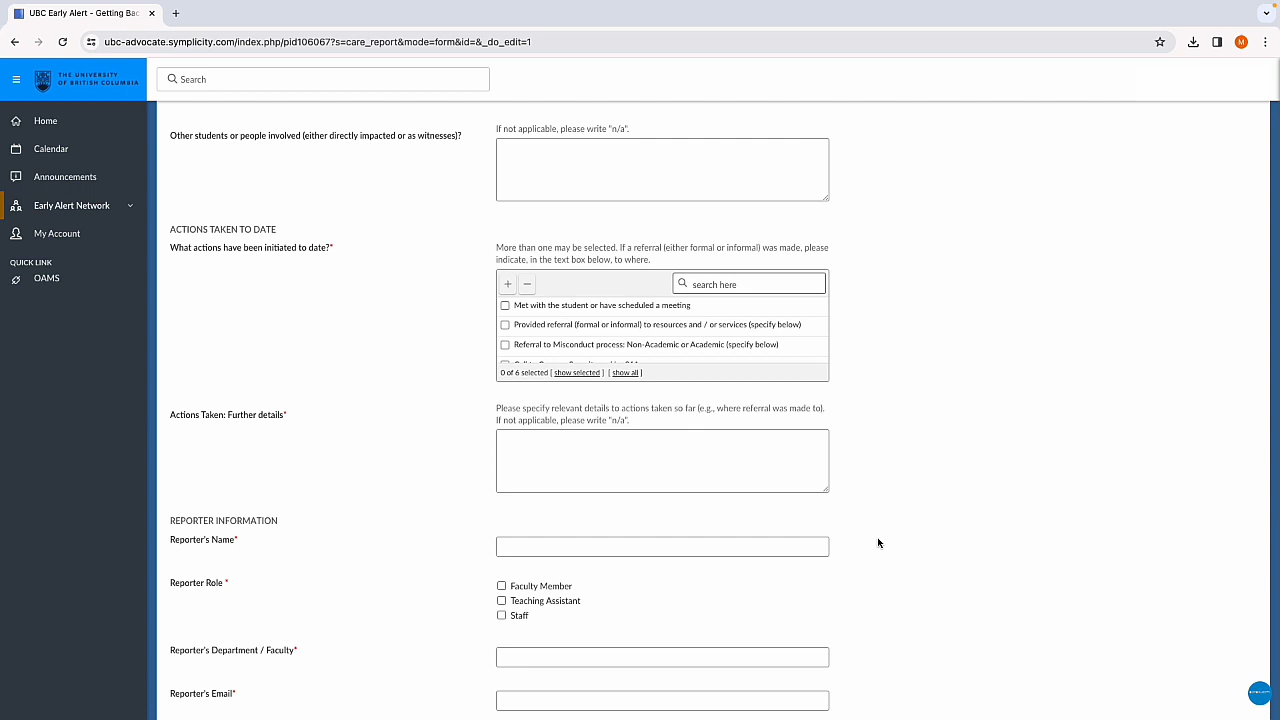 UBC Early Alert - Getting Bac
ubc-advocate.symplicity.com/index.php/pid106067?s=care_report&mode=form&id=&_do_edit=1
M
THE UNIVERSITY
OF BRITISH COLUMBIA
Search
Home
Calendar
Announcements
Early Alert Network
My Account
QUICK LINK
OAMS
Other students or people involved (either directly impacted or as witnesses)?
If not applicable, please write "n/a".
ACTIONS TAKEN TO DATE
What actions have been initiated to date?*
More than one may be selected. If a referral (either formal or informal) was made, please
indicate, in the text box below, to where.
+ − search here
Met with the student or have scheduled a meeting
Provided referral (formal or informal) to resources and / or services (specify below)
Referral to Misconduct process: Non-Academic or Academic (specify below)
0 of 6 selected [ show selected ] [ show all ]
Actions Taken: Further details*
Please specify relevant details to actions taken so far (e.g., where referral was made to).
If not applicable, please write "n/a".
REPORTER INFORMATION
Reporter's Name*
Reporter Role *
Faculty Member
Teaching Assistant
Staff
Reporter's Department / Faculty*
Reporter's Email*